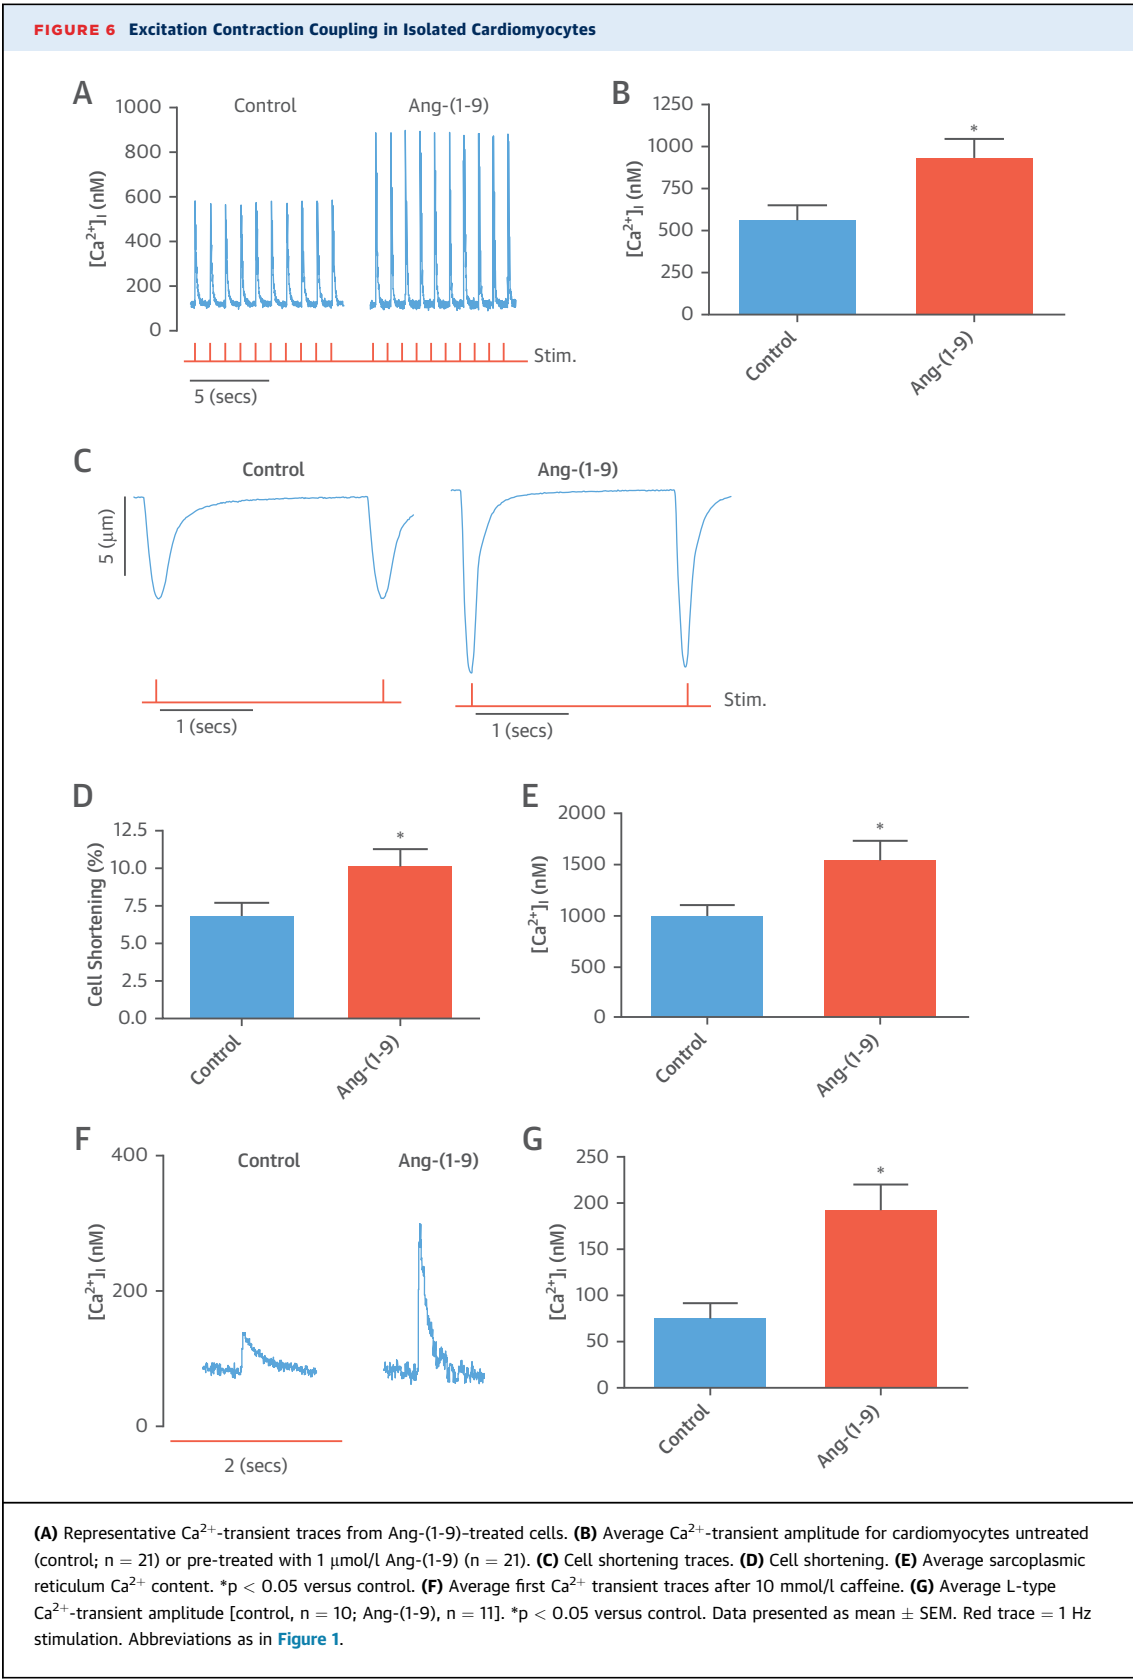 FIGURE 6 Excitation Contraction Coupling in Isolated Cardiomyocytes
A
Control
Ang-(1-9)
1000
800
600
400
200
0
[Ca²⁺]ᵢ (nM)
Stim.
5 (secs)
B
1250
1000
750
500
250
0
[Ca²⁺]ᵢ (nM)
*
Control
Ang-(1-9)
C
Control
Ang-(1-9)
5 (μm)
Stim.
1 (secs)
1 (secs)
D
12.5
10.0
7.5
5.0
2.5
0.0
Cell Shortening (%)
*
Control
Ang-(1-9)
E
2000
1500
1000
500
0
[Ca²⁺]ᵢ (nM)
*
Control
Ang-(1-9)
F
400
200
0
[Ca²⁺]ᵢ (nM)
Control
Ang-(1-9)
2 (secs)
G
250
200
150
100
50
0
[Ca²⁺]ᵢ (nM)
*
Control
Ang-(1-9)
(A) Representative Ca²⁺-transient traces from Ang-(1-9)-treated cells. (B) Average Ca²⁺-transient amplitude for cardiomyocytes untreated
(control; n = 21) or pre-treated with 1 μmol/l Ang-(1-9) (n = 21). (C) Cell shortening traces. (D) Cell shortening. (E) Average sarcoplasmic
reticulum Ca²⁺ content. *p < 0.05 versus control. (F) Average first Ca²⁺ transient traces after 10 mmol/l caffeine. (G) Average L-type
Ca²⁺-transient amplitude [control, n = 10; Ang-(1-9), n = 11]. *p < 0.05 versus control. Data presented as mean ± SEM. Red trace = 1 Hz
stimulation. Abbreviations as in Figure 1.